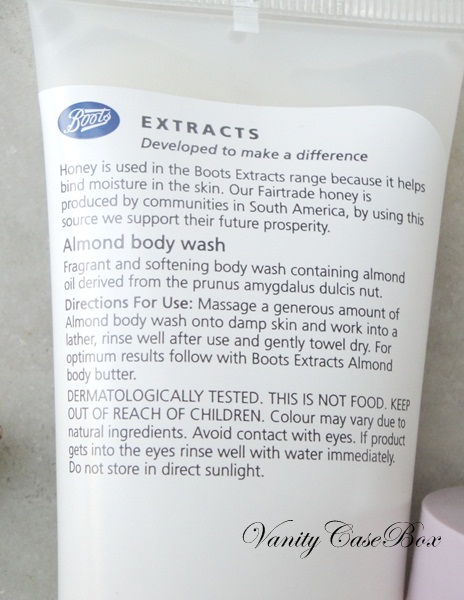 Boots
EXTRACTS
Developed to make a difference
Honey is used in the Boots Extracts range because it helps
bind moisture in the skin. Our Fairtrade honey is
produced by communities in South America, by using this
source we support their future prosperity.
Almond body wash
Fragrant and softening body wash containing almond
oil derived from the prunus amygdalus dulcis nut.
Directions For Use: Massage a generous amount of
Almond body wash onto damp skin and work into a
lather, rinse well after use and gently towel dry. For
optimum results follow with Boots Extracts Almond
body butter.
DERMATOLOGICALLY TESTED. THIS IS NOT FOOD. KEEP
OUT OF REACH OF CHILDREN. Colour may vary due to
natural ingredients. Avoid contact with eyes. If product
gets into the eyes rinse well with water immediately.
Do not store in direct sunlight.
VanityCaseBox